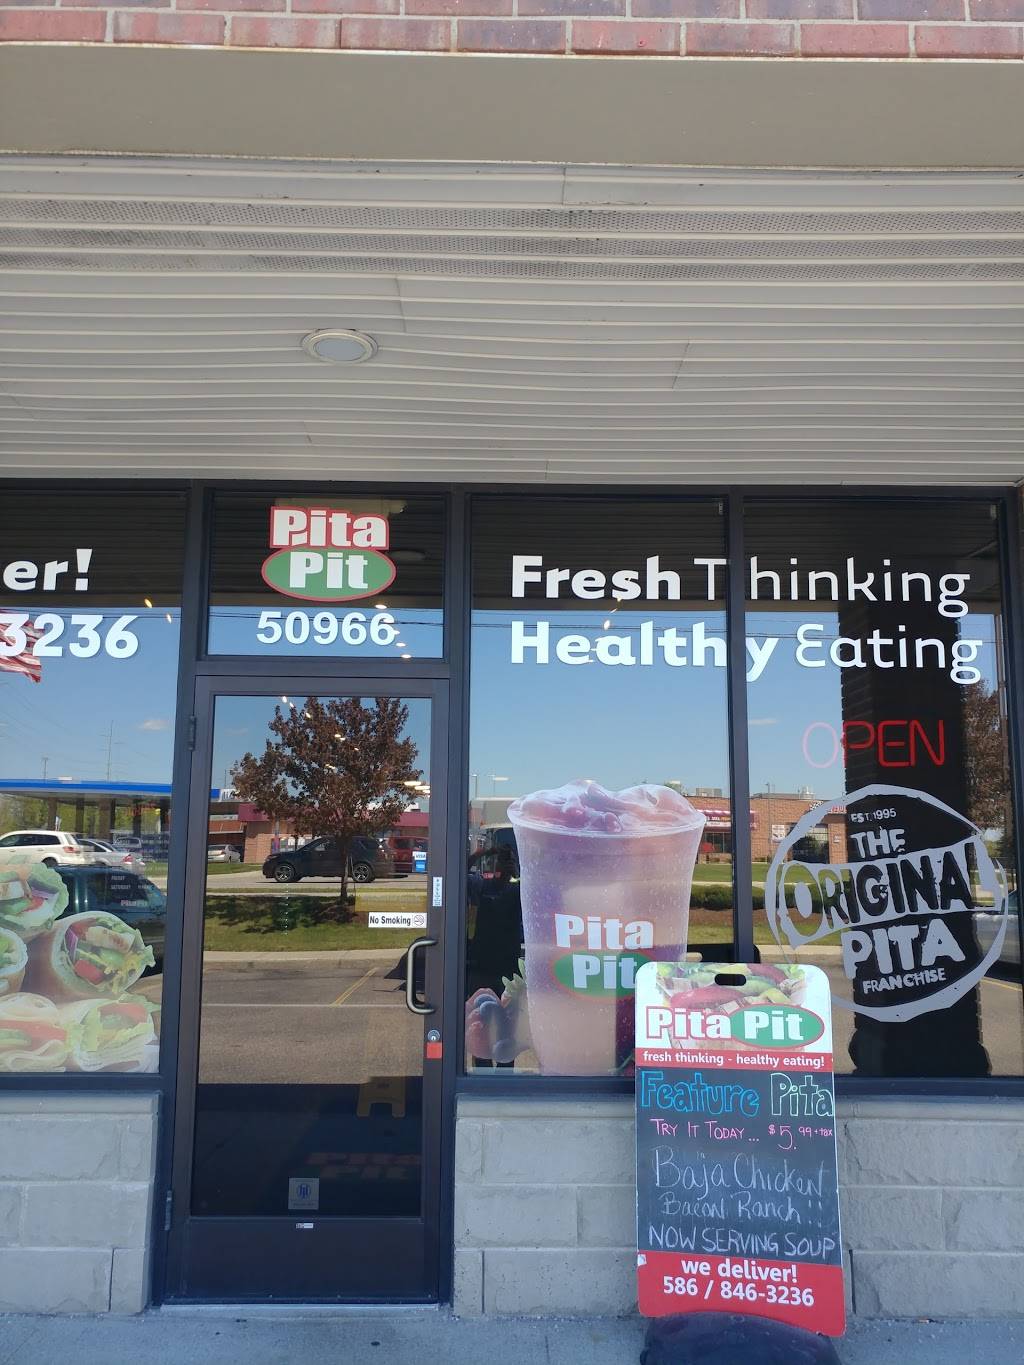 er!
3236
Pita
Pit
50966
Fresh Thinking
Healthy Eating
OPEN
EST. 1995
THE
ORIGINAL
PITA
FRANCHISE
No Smoking
VISA
Pita
Pit
Pita Pit
fresh thinking - healthy eating!
Feature Pita
TRY IT TODAY... $5.99+tax
Baja Chicken
Bacon Ranch!!
NOW SERVING SOUP
we deliver!
586 / 846-3236